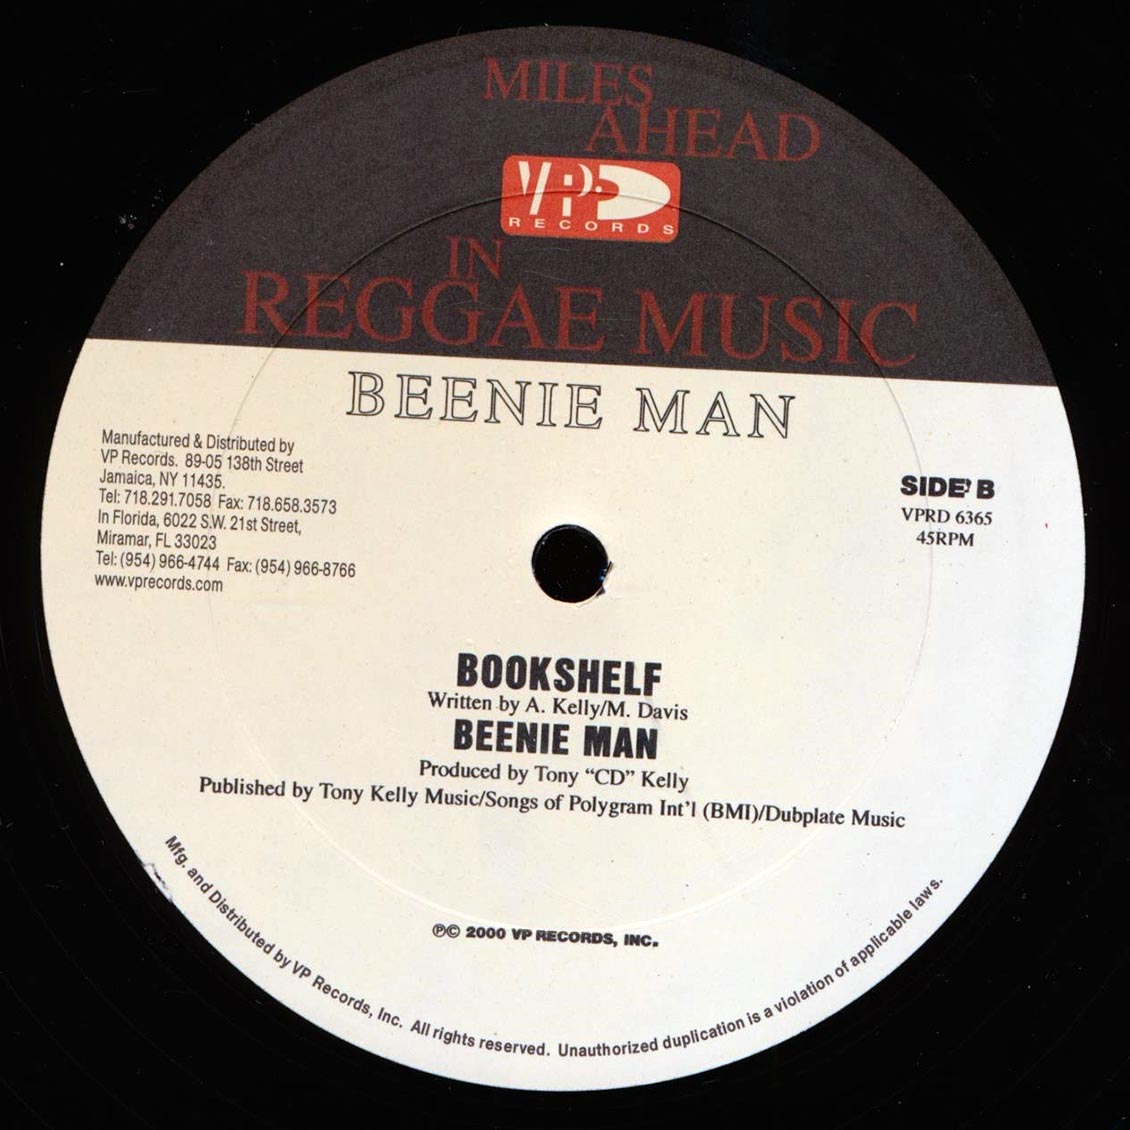 MILES
AHEAD
VP
RECORDS
IN
REGGAE MUSIC
BEENIE MAN
Manufactured & Distributed by
VP Records. 89-05 138th Street
Jamaica, NY 11435.
Tel: 718.291.7058 Fax: 718.658.3573
In Florida, 6022 S.W. 21st Street,
Miramar, FL 33023
Tel: (954) 966-4744 Fax: (954) 966-8766
www.vprecords.com
SIDE B
VPRD 6365
45RPM
BOOKSHELF
Written by A. Kelly/M. Davis
BEENIE MAN
Produced by Tony “CD” Kelly
Published by Tony Kelly Music/Songs of Polygram Int'l (BMI)/Dubplate Music
℗© 2000 VP RECORDS, INC.
Mfg. and Distributed by VP Records, Inc. All rights reserved. Unauthorized duplication is a violation of applicable laws.